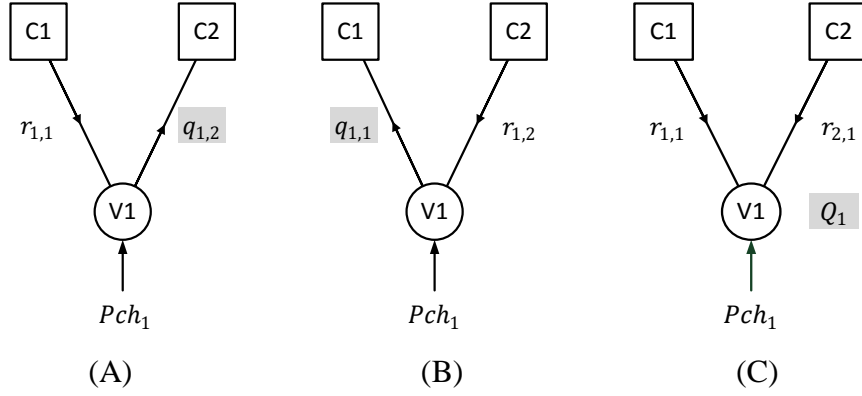 C1 C2 C1 C2 C1 C2
r₁,₁ q₁,₂ q₁,₁ r₁,₂ r₁,₁ r₂,₁
V1 V1 V1 Q₁
Pch₁ Pch₁ Pch₁
(A) (B) (C)